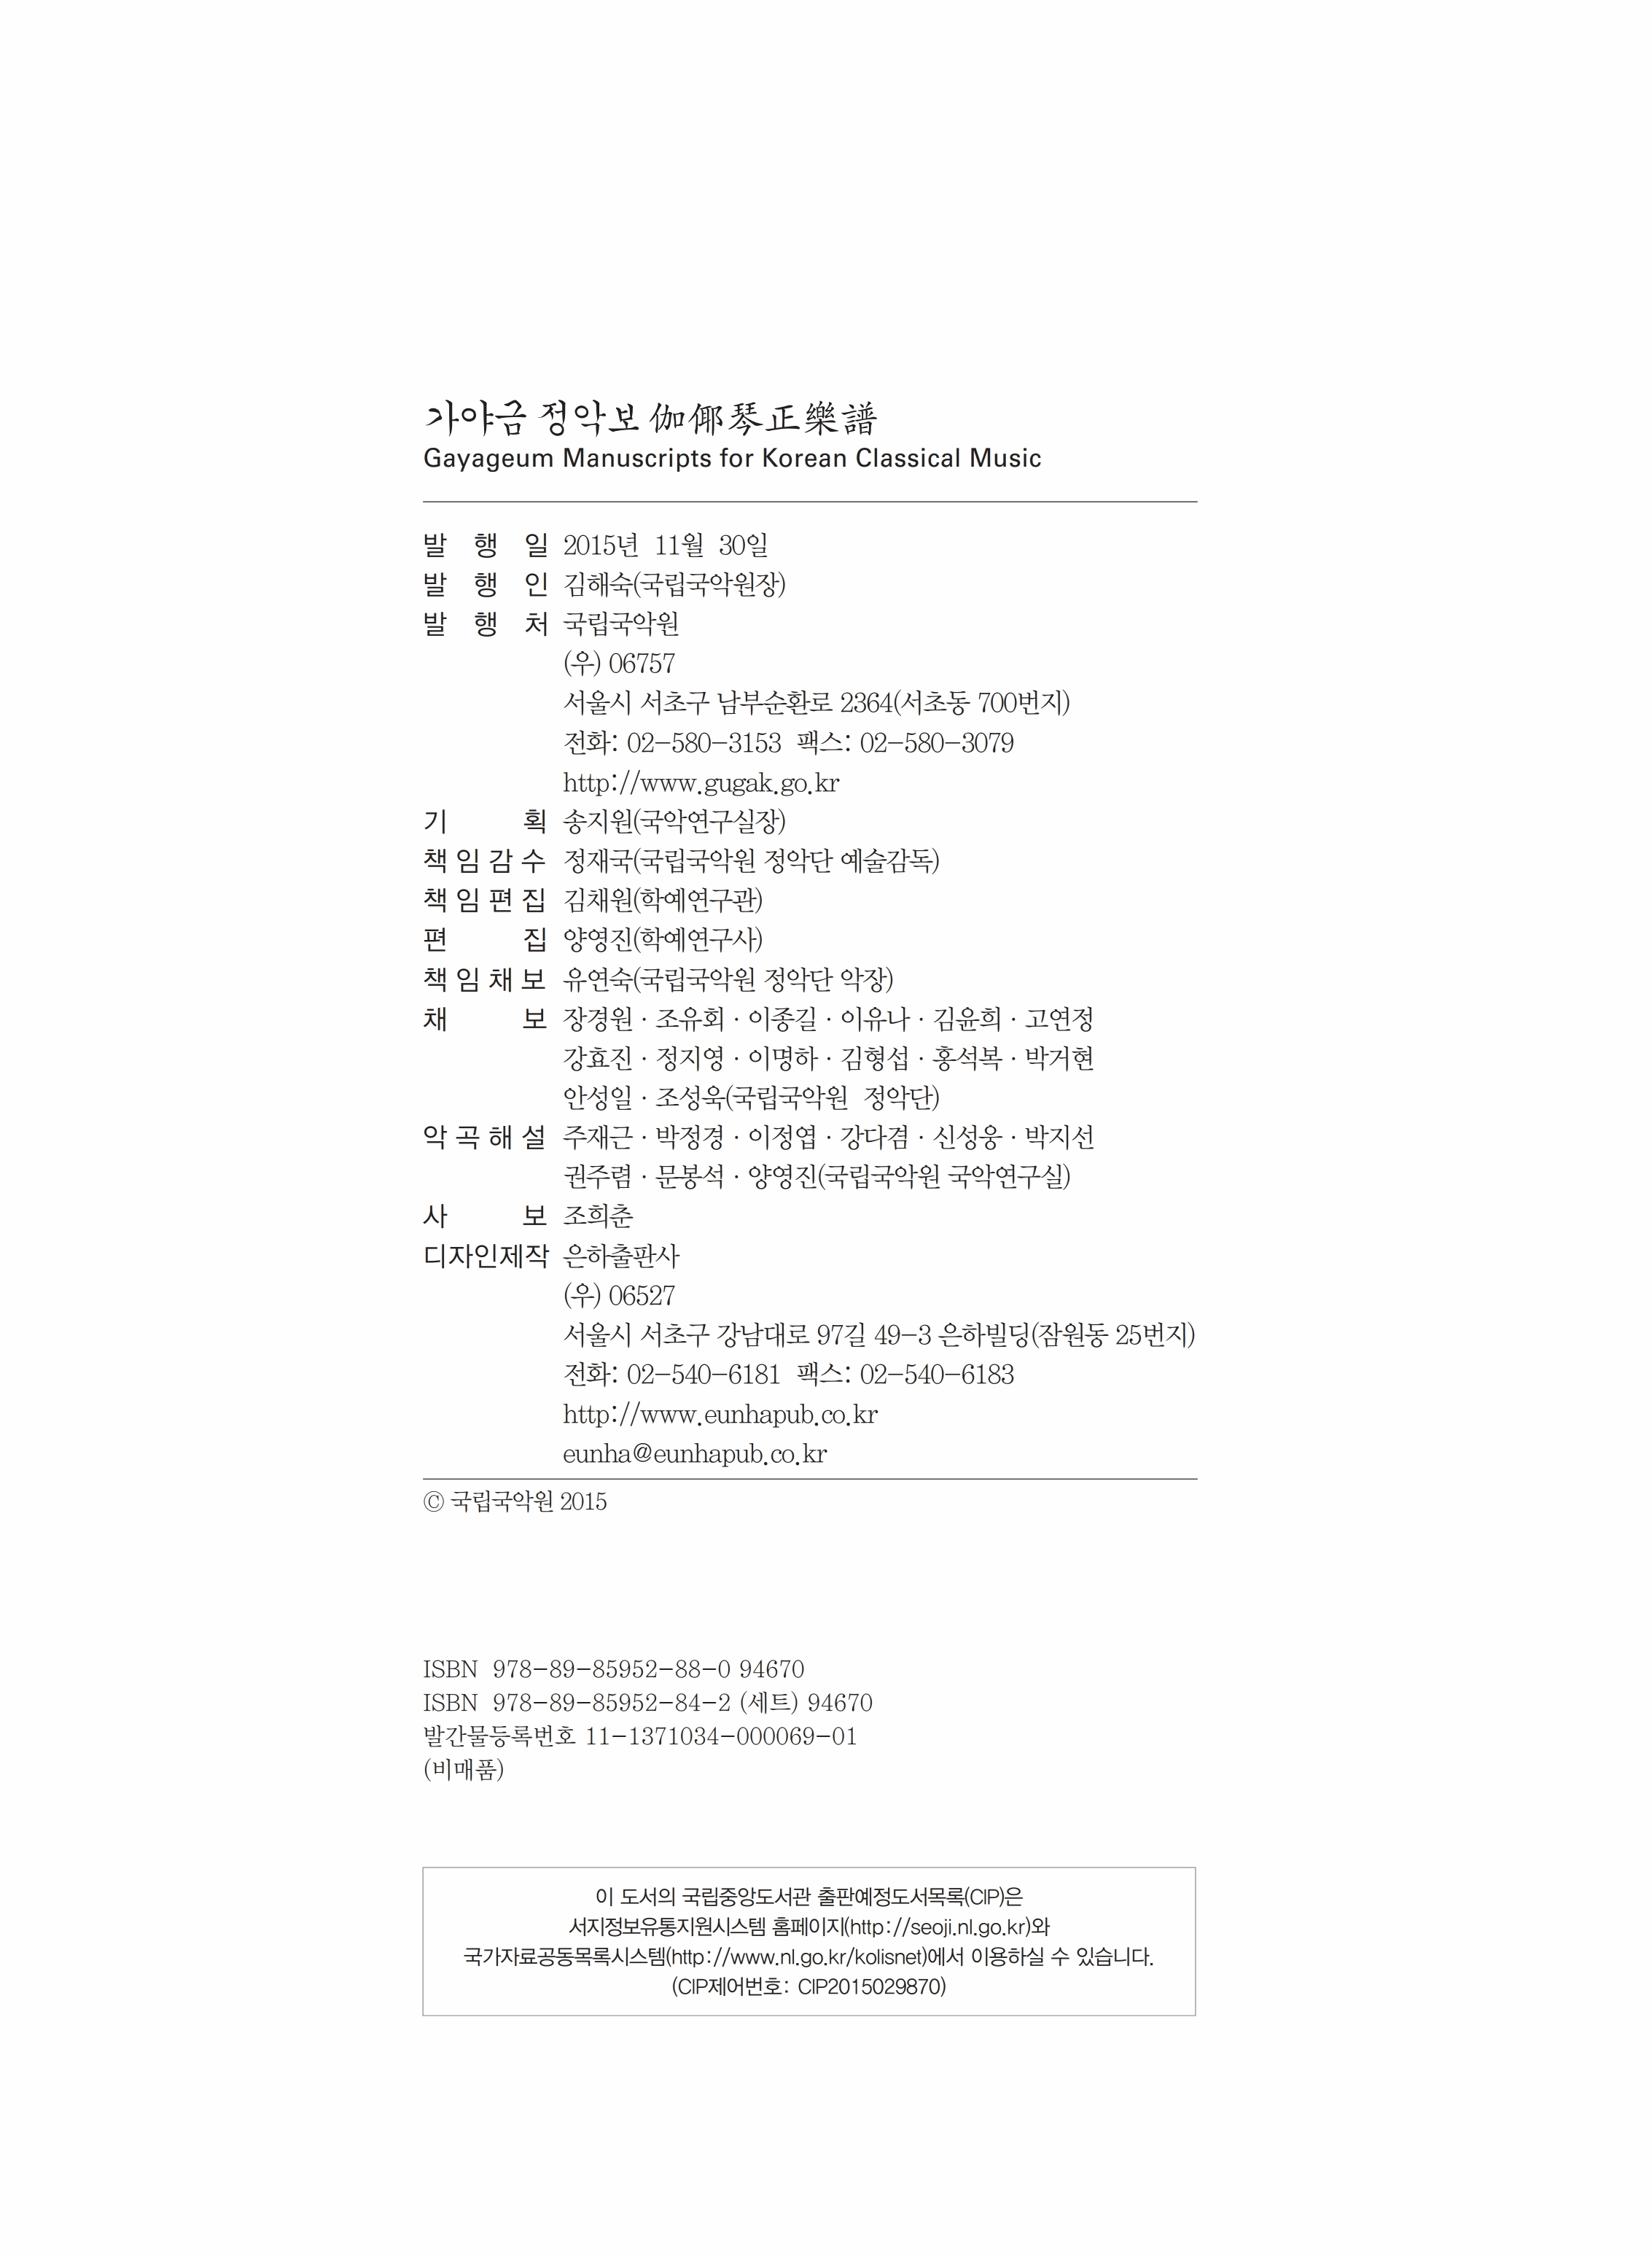 가야금 정악보 伽倻琴正樂譜
Gayageum Manuscripts for Korean Classical Music
발 행 일 2015년 11월 30일
발 행 인 김해숙(국립국악원장)
발 행 처 국립국악원
(우) 06757
서울시 서초구 남부순환로 2364(서초동 700번지)
전화: 02-580-3153 팩스: 02-580-3079
http://www.gugak.go.kr
기 획 송지원(국악연구실장)
책임감수 정재국(국립국악원 정악단 예술감독)
책임편집 김채원(학예연구관)
편 집 양영진(학예연구사)
책임채보 유연숙(국립국악원 정악단 악장)
채 보 장경원 · 조유회 · 이종길 · 이유나 · 김윤희 · 고연정
강효진 · 정지영 · 이명하 · 김형섭 · 홍석복 · 박거현
안성일 · 조성욱(국립국악원 정악단)
악곡해설 주재근 · 박정경 · 이정엽 · 강다겸 · 신성웅 · 박지선
권주렴 · 문봉석 · 양영진(국립국악원 국악연구실)
사 보 조희춘
디자인제작 은하출판사
(우) 06527
서울시 서초구 강남대로 97길 49-3 은하빌딩(잠원동 25번지)
전화: 02-540-6181 팩스: 02-540-6183
http://www.eunhapub.co.kr
eunha@eunhapub.co.kr
© 국립국악원 2015
ISBN 978-89-85952-88-0 94670
ISBN 978-89-85952-84-2 (세트) 94670
발간물등록번호 11-1371034-000069-01
(비매품)
이 도서의 국립중앙도서관 출판예정도서목록(CIP)은
서지정보유통지원시스템 홈페이지(http://seoji.nl.go.kr)와
국가자료공동목록시스템(http://www.nl.go.kr/kolisnet)에서 이용하실 수 있습니다.
(CIP제어번호: CIP2015029870)